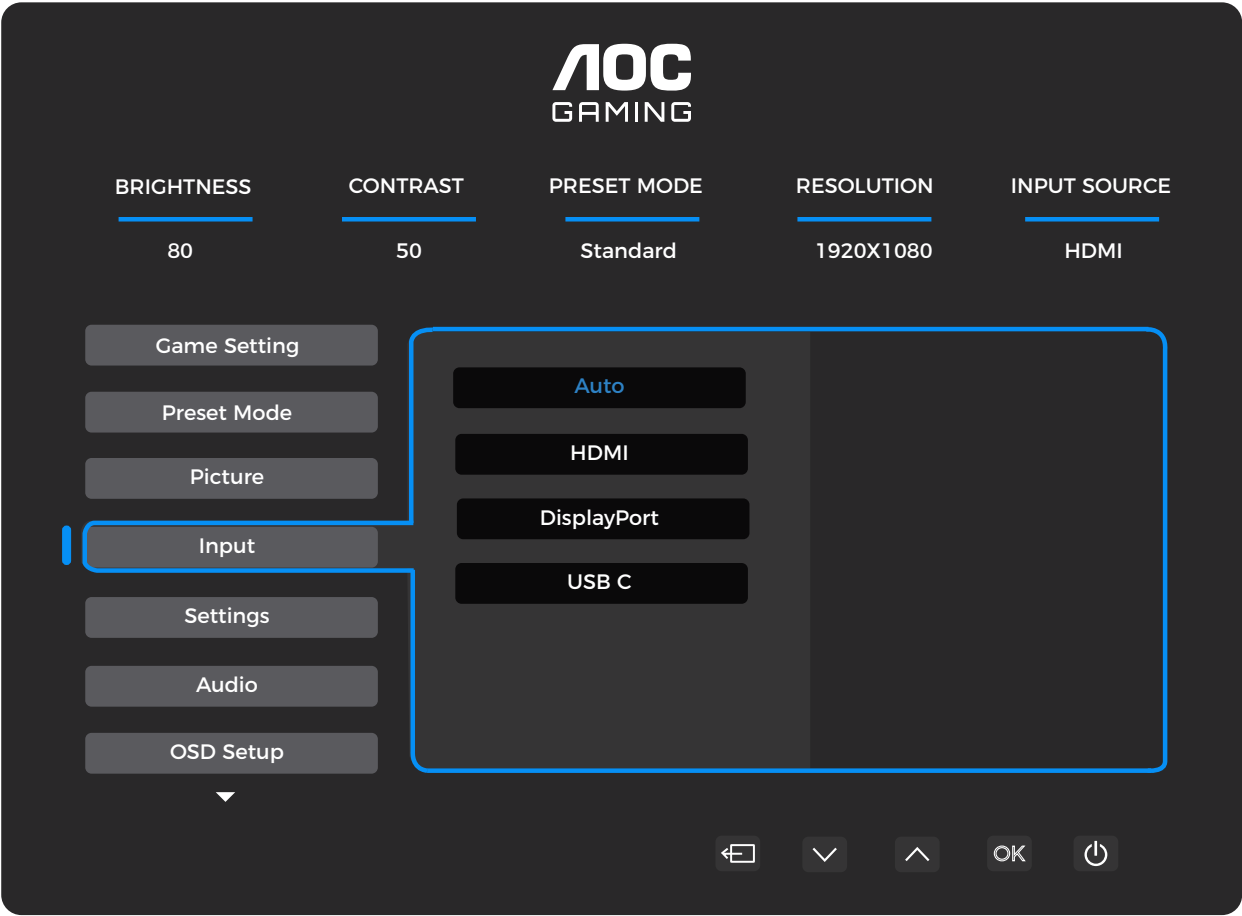 AOC
GAMING
BRIGHTNESS CONTRAST PRESET MODE RESOLUTION INPUT SOURCE
80 50 Standard 1920X1080 HDMI
Game Setting
Preset Mode
Picture
Input
Settings
Audio
OSD Setup
Auto
HDMI
DisplayPort
USB C
OK